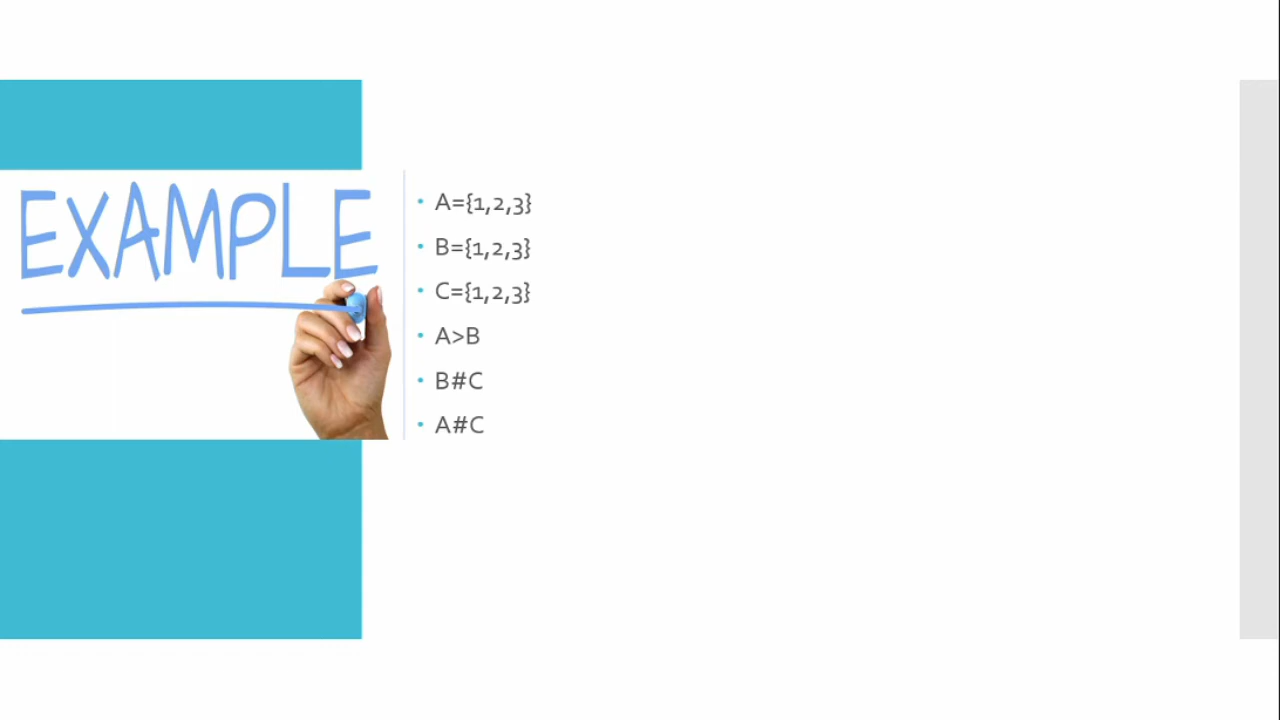 EXAMPLE
A={1,2,3}
B={1,2,3}
C={1,2,3}
A>B
B#C
A#C